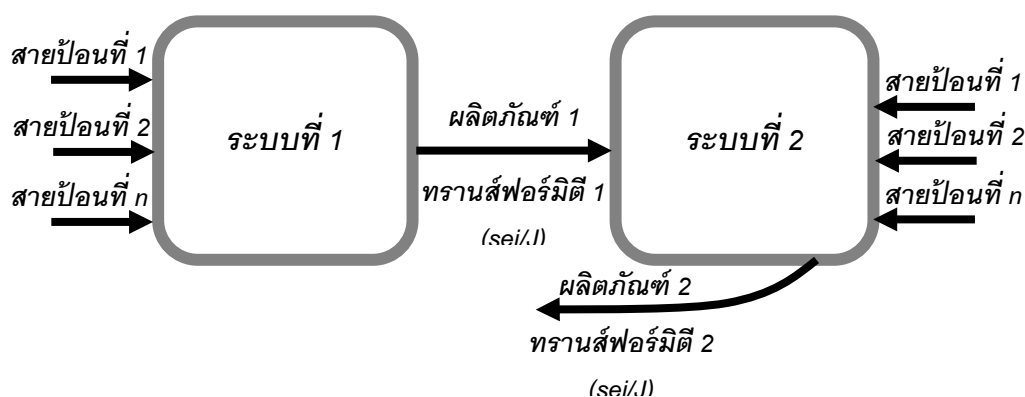 สายป้อนที่ 1
สายป้อนที่ 2
สายป้อนที่ n
ระบบที่ 1
ผลิตภัณฑ์ 1
ทรานส์ฟอร์มิตี 1
(sej/J)
ระบบที่ 2
สายป้อนที่ 1
สายป้อนที่ 2
สายป้อนที่ n
ผลิตภัณฑ์ 2
ทรานส์ฟอร์มิตี 2
(sej/J)